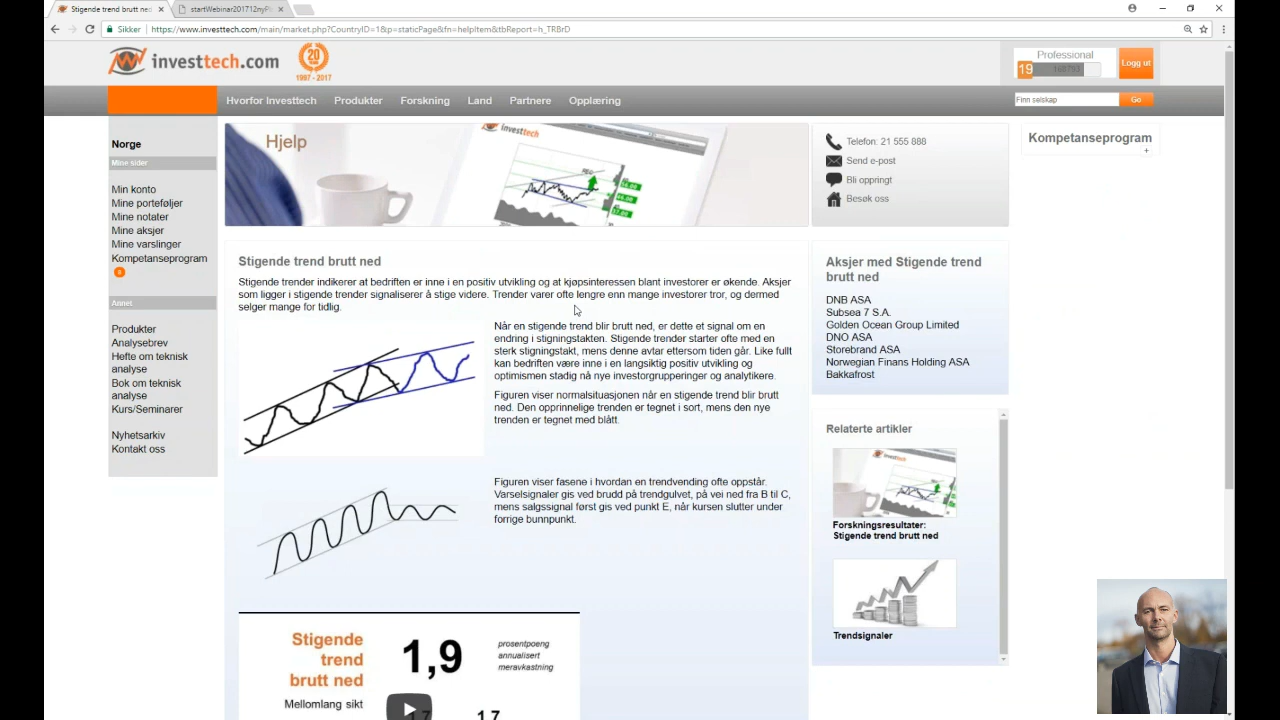 Stigende trend brutt ned
startWebinar201712nyPl
Sikker
https://www.investtech.com/main/market.php?CountryID=1&p=staticPage&fn=helpItem&tbReport=h_TRBrD
investtech.com
20
1997 - 2017
Professional
19
Logg ut
Hvorfor Investtech
Produkter
Forskning
Land
Partnere
Opplæring
Finn selskap
Go
Norge
Mine sider
Min konto
Mine porteføljer
Mine notater
Mine aksjer
Mine varslinger
Kompetanseprogram
0
Annet
Produkter
Analysebrev
Hefte om teknisk
analyse
Bok om teknisk
analyse
Kurs/Seminarer
Nyhetsarkiv
Kontakt oss
Hjelp
investtech
Stigende trend brutt ned
Stigende trender indikerer at bedriften er inne i en positiv utvikling og at kjøpsinteressen blant investorer er økende. Aksjer
som ligger i stigende trender signaliserer å stige videre. Trender varer ofte lengre enn mange investorer tror, og dermed
selger mange for tidlig.
Når en stigende trend blir brutt ned, er dette et signal om en
endring i stigningstakten. Stigende trender starter ofte med en
sterk stigningstakt, mens denne avtar ettersom tiden går. Like fullt
kan bedriften være inne i en langsiktig positiv utvikling og
optimismen stadig nå nye investorgrupperinger og analytikere.
Figuren viser normalsituasjonen når en stigende trend blir brutt
ned. Den opprinnelige trenden er tegnet i sort, mens den nye
trenden er tegnet med blått.
Figuren viser fasene i hvordan en trendvending ofte oppstår.
Varselsignaler gis ved brudd på trendgulvet, på vei ned fra B til C,
mens salgssignal først gis ved punkt E, når kursen slutter under
forrige bunnpunkt.
Stigende
trend
brutt ned
Mellomlang sikt
1,9
prosentpoeng
annualisert
meravkastning
1,7
1,7
Telefon: 21 555 888
Send e-post
Bli oppringt
Besøk oss
Aksjer med Stigende trend
brutt ned
DNB ASA
Subsea 7 S.A.
Golden Ocean Group Limited
DNO ASA
Storebrand ASA
Norwegian Finans Holding ASA
Bakkafrost
Relaterte artikler
Forskningsresultater:
Stigende trend brutt ned
Trendsignaler
Kompetanseprogram
+